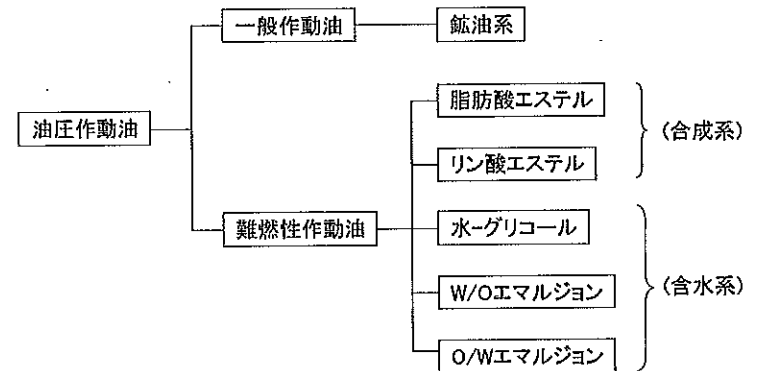 一般作動油
鉱油系
脂肪酸エステル
(合成系)
油圧作動油
リン酸エステル
難燃性作動油
水-グリコール
W/Oエマルジョン
(含水系)
O/Wエマルジョン